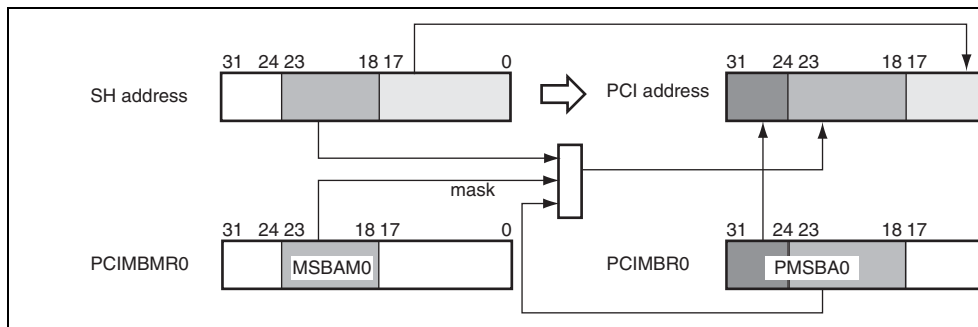 31 24 23 18 17 0 31 24 23 18 17
SH address PCI address
mask
31 24 23 18 17 0 31 24 23 18 17
PCIMBMR0 MSBAM0 PCIMBR0 PMSBA0